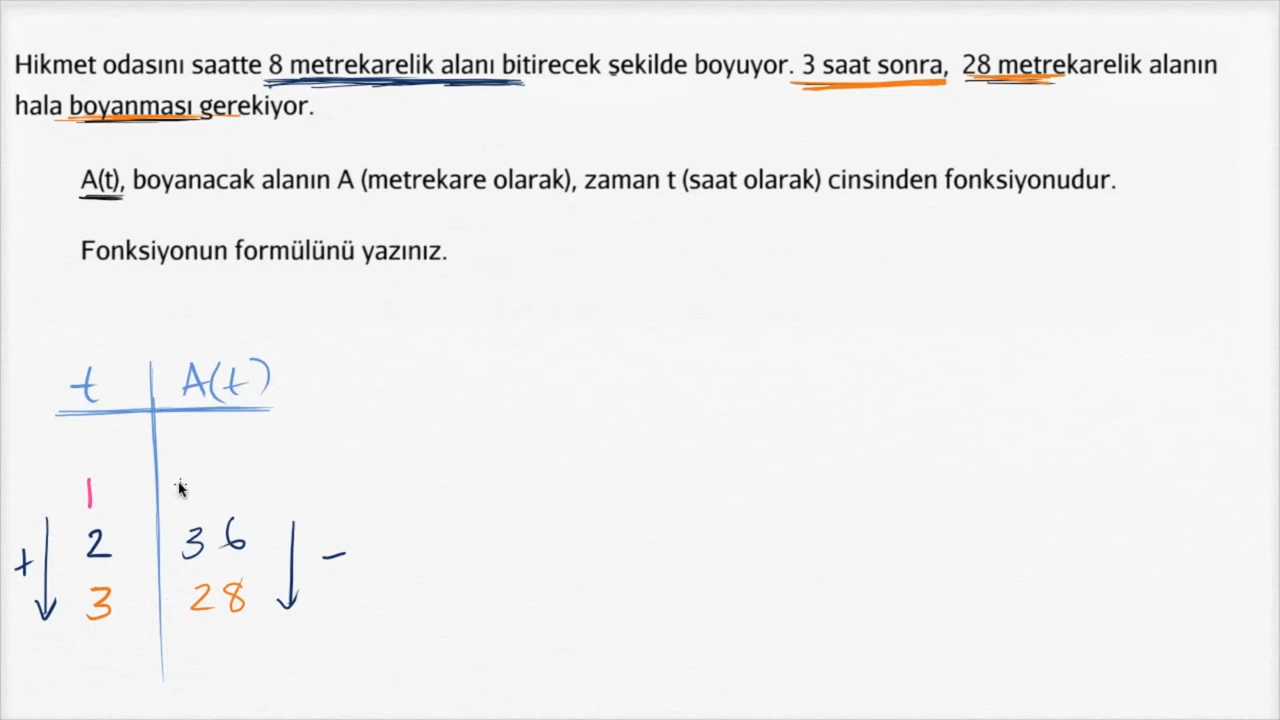 Hikmet odasını saatte 8 metrekarelik alanı bitirecek şekilde boyuyor. 3 saat sonra, 28 metrekarelik alanın
hala boyanması gerekiyor.
A(t), boyanacak alanın A (metrekare olarak), zaman t (saat olarak) cinsinden fonksiyonudur.
Fonksiyonun formülünü yazınız.
t A(t)
1
+ 2 36 -
3 28